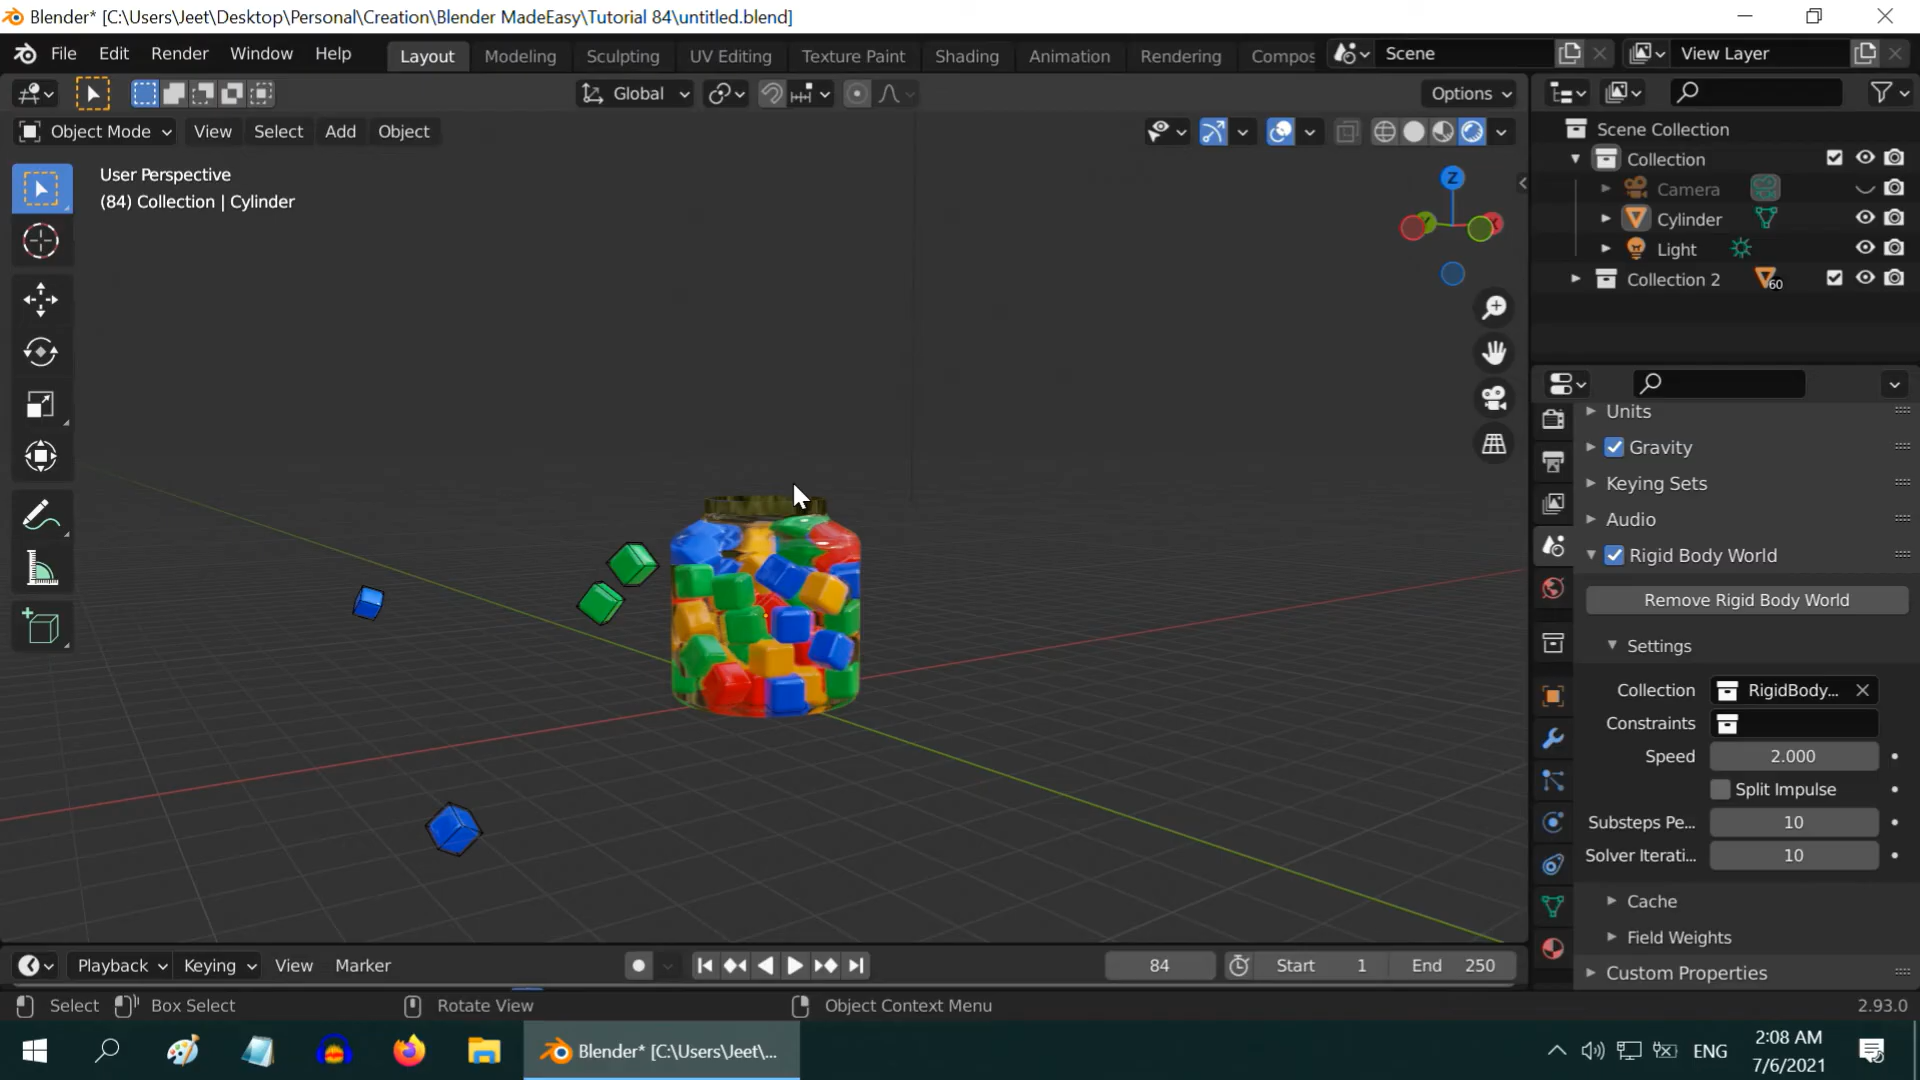 Blender* [C:\Users\Jeet\Desktop\Personal\Creation\Blender MadeEasy\Tutorial 84\untitled.blend]
File Edit Render Window Help Layout Modeling Sculpting UV Editing Texture Paint Shading Animation Rendering Compos Scene View Layer
Global Options
Object Mode View Select Add Object
User Perspective
(84) Collection | Cylinder
Z
Scene Collection
Collection
Camera
Cylinder
Light
Collection 2 60
Units
Gravity
Keying Sets
Audio
Rigid Body World
Remove Rigid Body World
Settings
Collection RigidBody...
Constraints
Speed 2.000
Split Impulse
Substeps Pe... 10
Solver Iterati... 10
Cache
Field Weights
Custom Properties
Playback Keying View Marker 84 Start 1 End 250
Select Box Select Rotate View Object Context Menu 2.93.0
Blender* [C:\Users\Jeet\... ENG 2:08 AM
7/6/2021